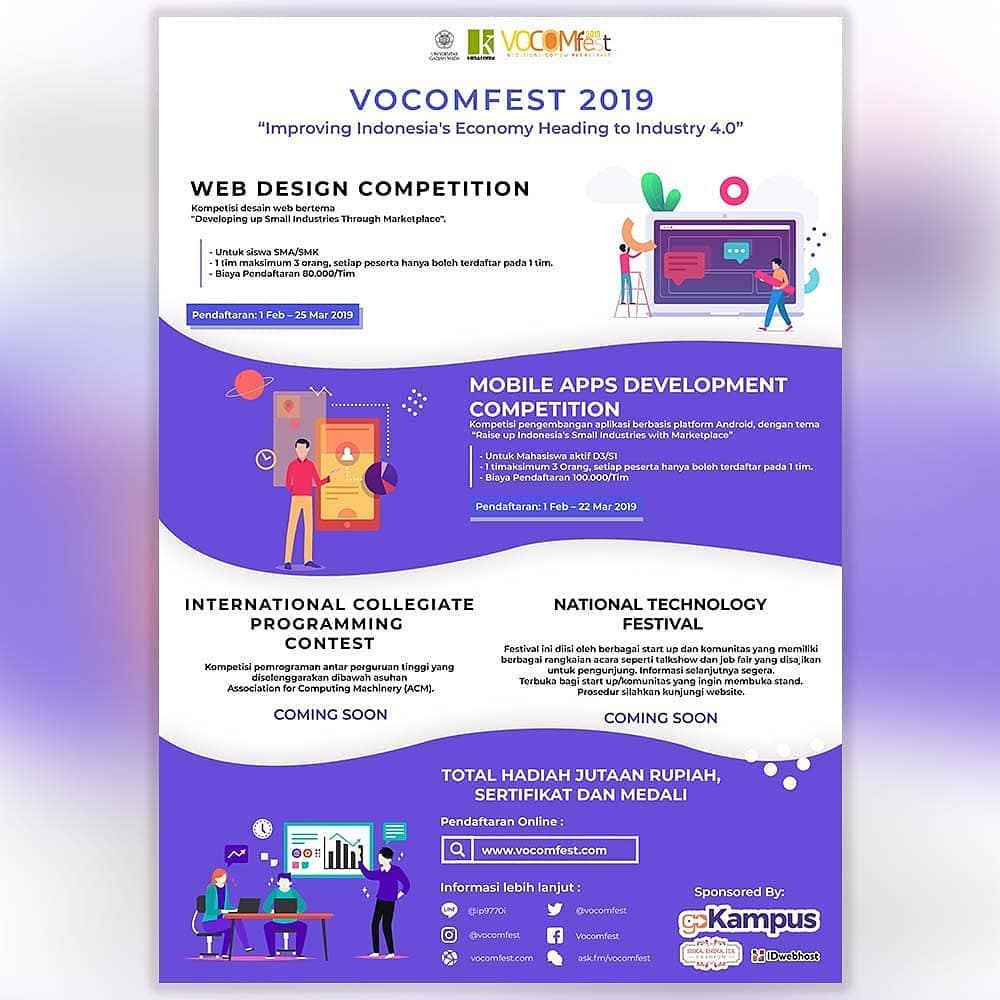 UNIVERSITAS
GADJAH MADA
VOCOMfest
2019
VOCOMFEST 2019
“Improving Indonesia's Economy Heading to Industry 4.0”
WEB DESIGN COMPETITION
Kompetisi desain web bertema
"Developing up Small Industries Through Marketplace".
- Untuk siswa SMA/SMK
- 1 tim maksimum 3 orang, setiap peserta hanya boleh terdaftar pada 1 tim.
- Biaya Pendaftaran 80.000/Tim
Pendaftaran: 1 Feb – 25 Mar 2019
MOBILE APPS DEVELOPMENT
COMPETITION
Kompetisi pengembangan aplikasi berbasis platform Android, dengan tema
“Raise up Indonesia's Small Industries with Marketplace”
- Untuk Mahasiswa aktif D3/S1
- 1 timaksimum 3 Orang, setiap peserta hanya boleh terdaftar pada 1 tim.
- Biaya Pendaftaran 100.000/Tim
Pendaftaran: 1 Feb – 22 Mar 2019
INTERNATIONAL COLLEGIATE
PROGRAMMING
CONTEST
Kompetisi pemrograman antar perguruan tinggi yang
diselenggarakan dibawah asuhan
Association for Computing Machinery (ACM).
COMING SOON
NATIONAL TECHNOLOGY
FESTIVAL
Festival ini diisi oleh berbagai start up dan komunitas yang memiliki
berbagai rangkaian acara seperti talkshow dan job fair yang disajikan
untuk pengunjung. Informasi selanjutnya segera.
Terbuka bagi start up/komunitas yang ingin membuka stand.
Prosedur silahkan kunjungi website.
COMING SOON
TOTAL HADIAH JUTAAN RUPIAH,
SERTIFIKAT DAN MEDALI
Pendaftaran Online :
www.vocomfest.com
Informasi lebih lanjut :
LINE @ip9770i
@vocomfest
@vocomfest
Vocomfest
vocomfest.com
ask.fm/vocomfest
Sponsored By:
goKampus
SISKA, EMMA, ITA
FASHION
IDwebhost